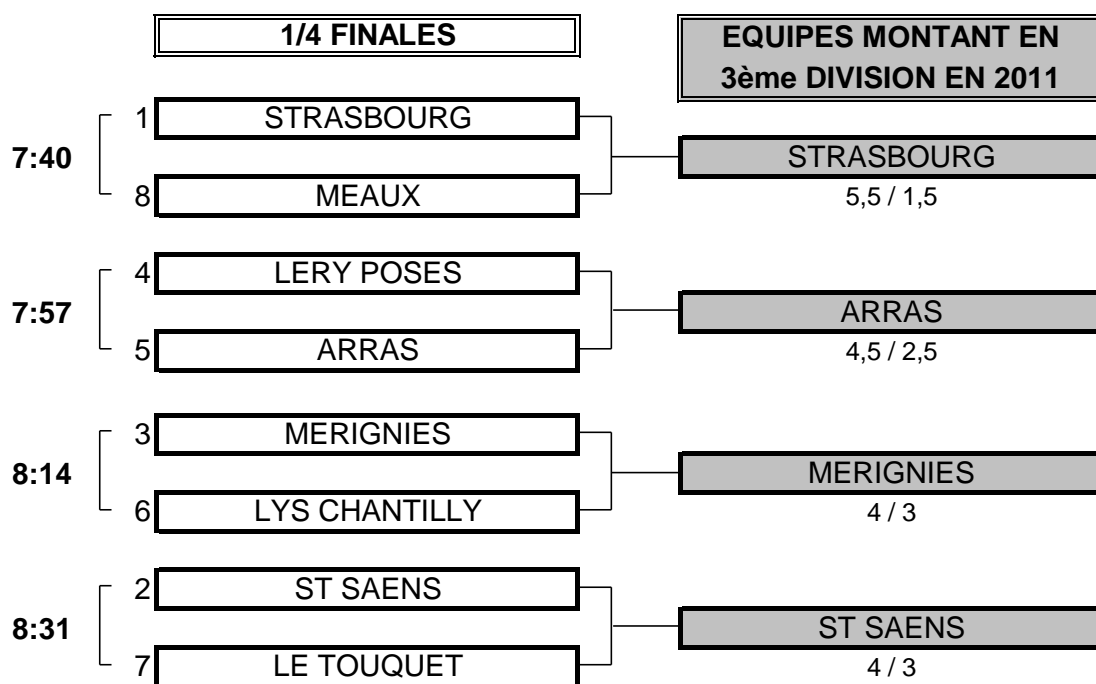 1/4 FINALES
EQUIPES MONTANT EN
3ème DIVISION EN 2011
1 STRASBOURG
7:40
STRASBOURG
8 MEAUX
5,5 / 1,5
4 LERY POSES
7:57
ARRAS
5 ARRAS
4,5 / 2,5
3 MERIGNIES
8:14
MERIGNIES
6 LYS CHANTILLY
4 / 3
2 ST SAENS
8:31
ST SAENS
7 LE TOUQUET
4 / 3